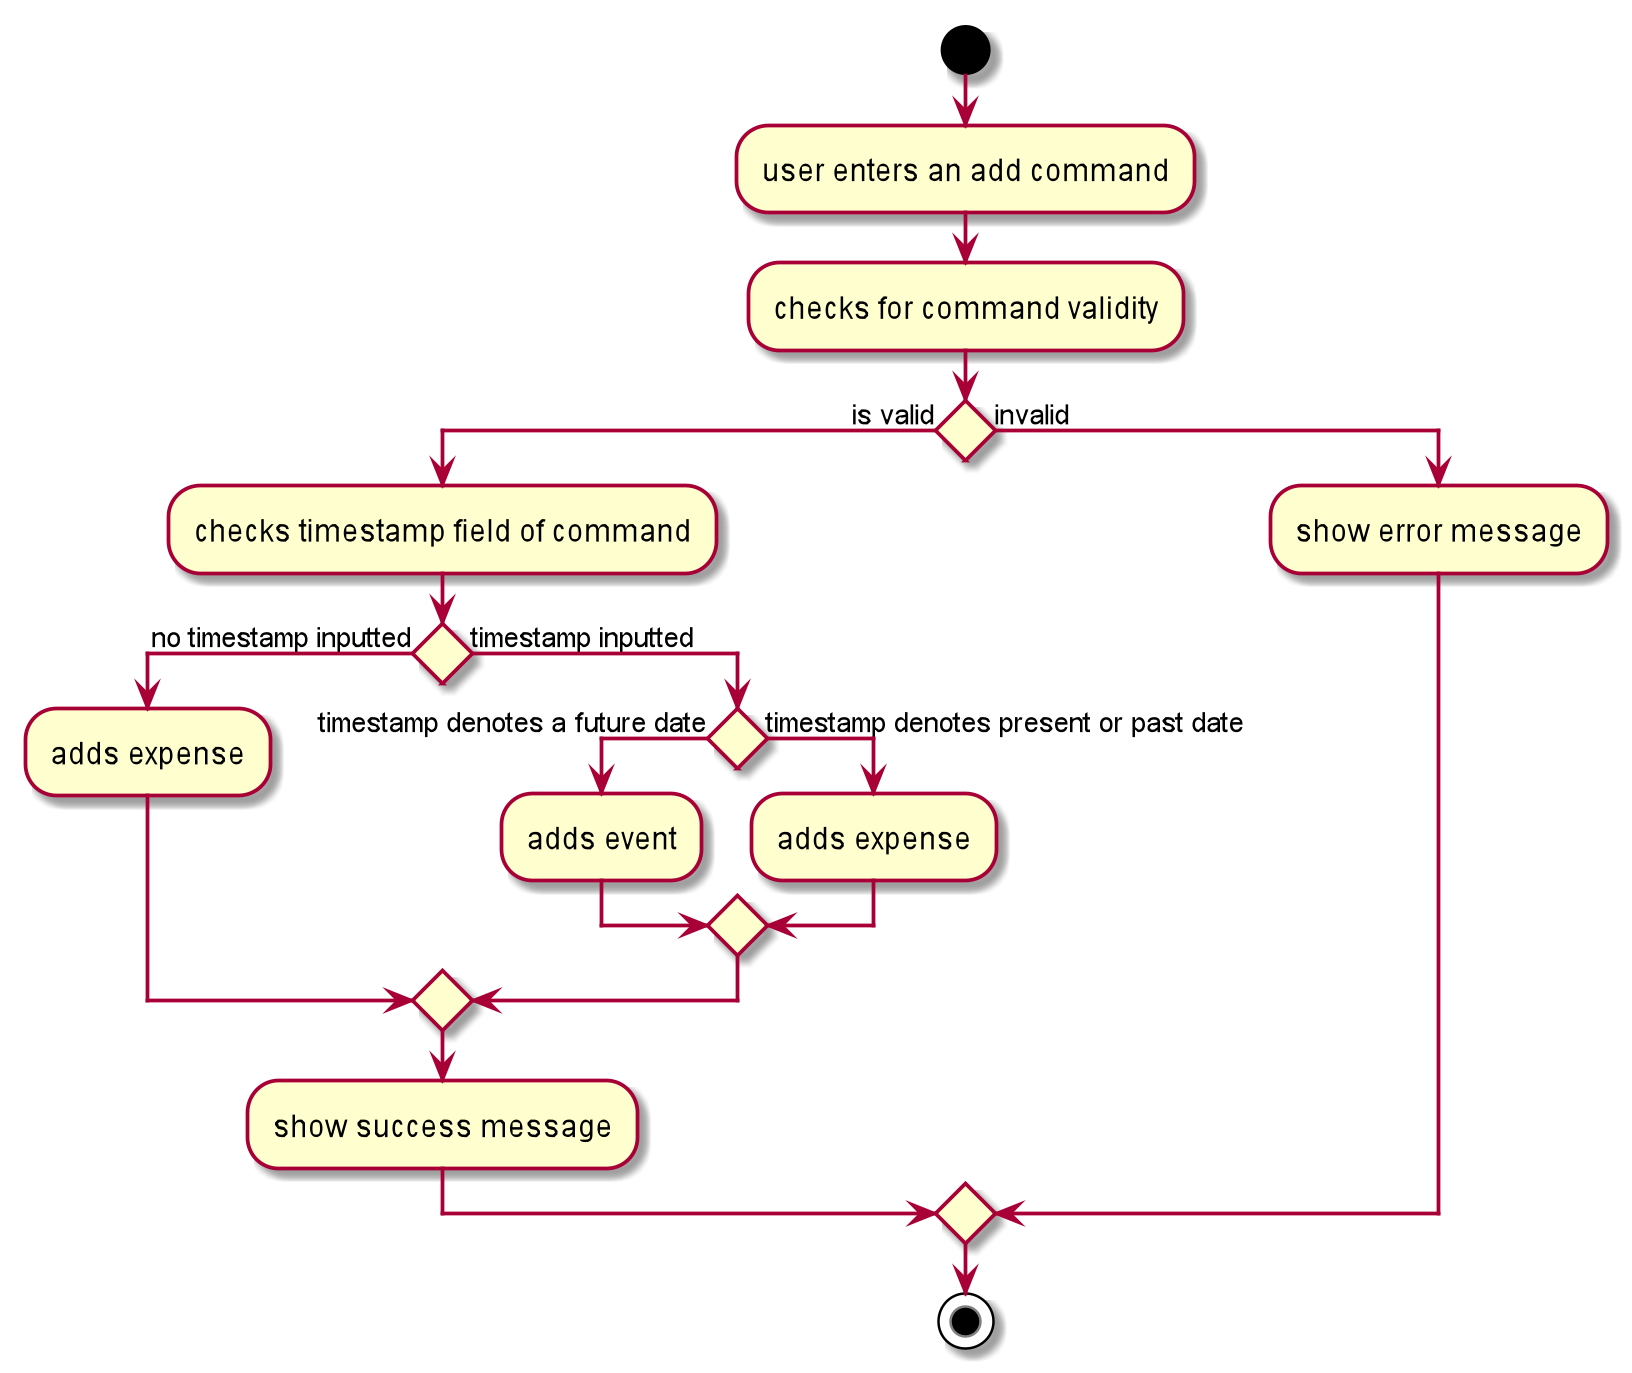 user enters an add command
checks for command validity
is valid
invalid
checks timestamp field of command
show error message
no timestamp inputted
timestamp inputted
adds expense
timestamp denotes a future date
timestamp denotes present or past date
adds event
adds expense
show success message